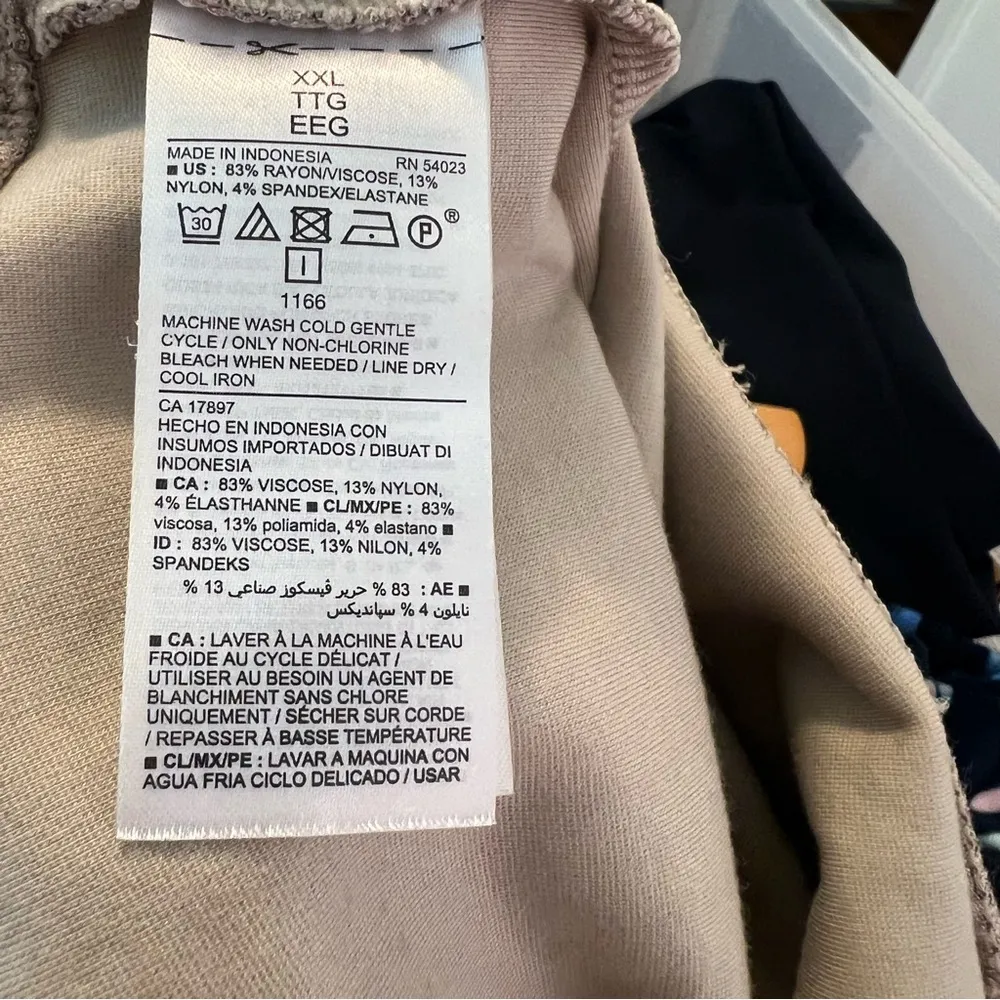 XXL
TTG
EEG
MADE IN INDONESIA RN 54023
■ US : 83% RAYON/VISCOSE, 13%
NYLON, 4% SPANDEX/ELASTANE
30 P ®
1166
MACHINE WASH COLD GENTLE
CYCLE / ONLY NON-CHLORINE
BLEACH WHEN NEEDED / LINE DRY /
COOL IRON
CA 17897
HECHO EN INDONESIA CON
INSUMOS IMPORTADOS / DIBUAT DI
INDONESIA
■ CA : 83% VISCOSE, 13% NYLON,
4% ÉLASTHANNE ■ CL/MX/PE : 83%
viscosa, 13% poliamida, 4% elastano ■
ID : 83% VISCOSE, 13% NILON, 4%
SPANDEKS
■ AE : 83 % حرير ڤيسكوز صناعي 13 %
نايلون 4 % سپانديكس
■ CA : LAVER À LA MACHINE À L'EAU
FROIDE AU CYCLE DÉLICAT /
UTILISER AU BESOIN UN AGENT DE
BLANCHIMENT SANS CHLORE
UNIQUEMENT / SÉCHER SUR CORDE
/ REPASSER À BASSE TEMPÉRATURE
■ CL/MX/PE : LAVAR A MAQUINA CON
AGUA FRIA CICLO DELICADO / USAR